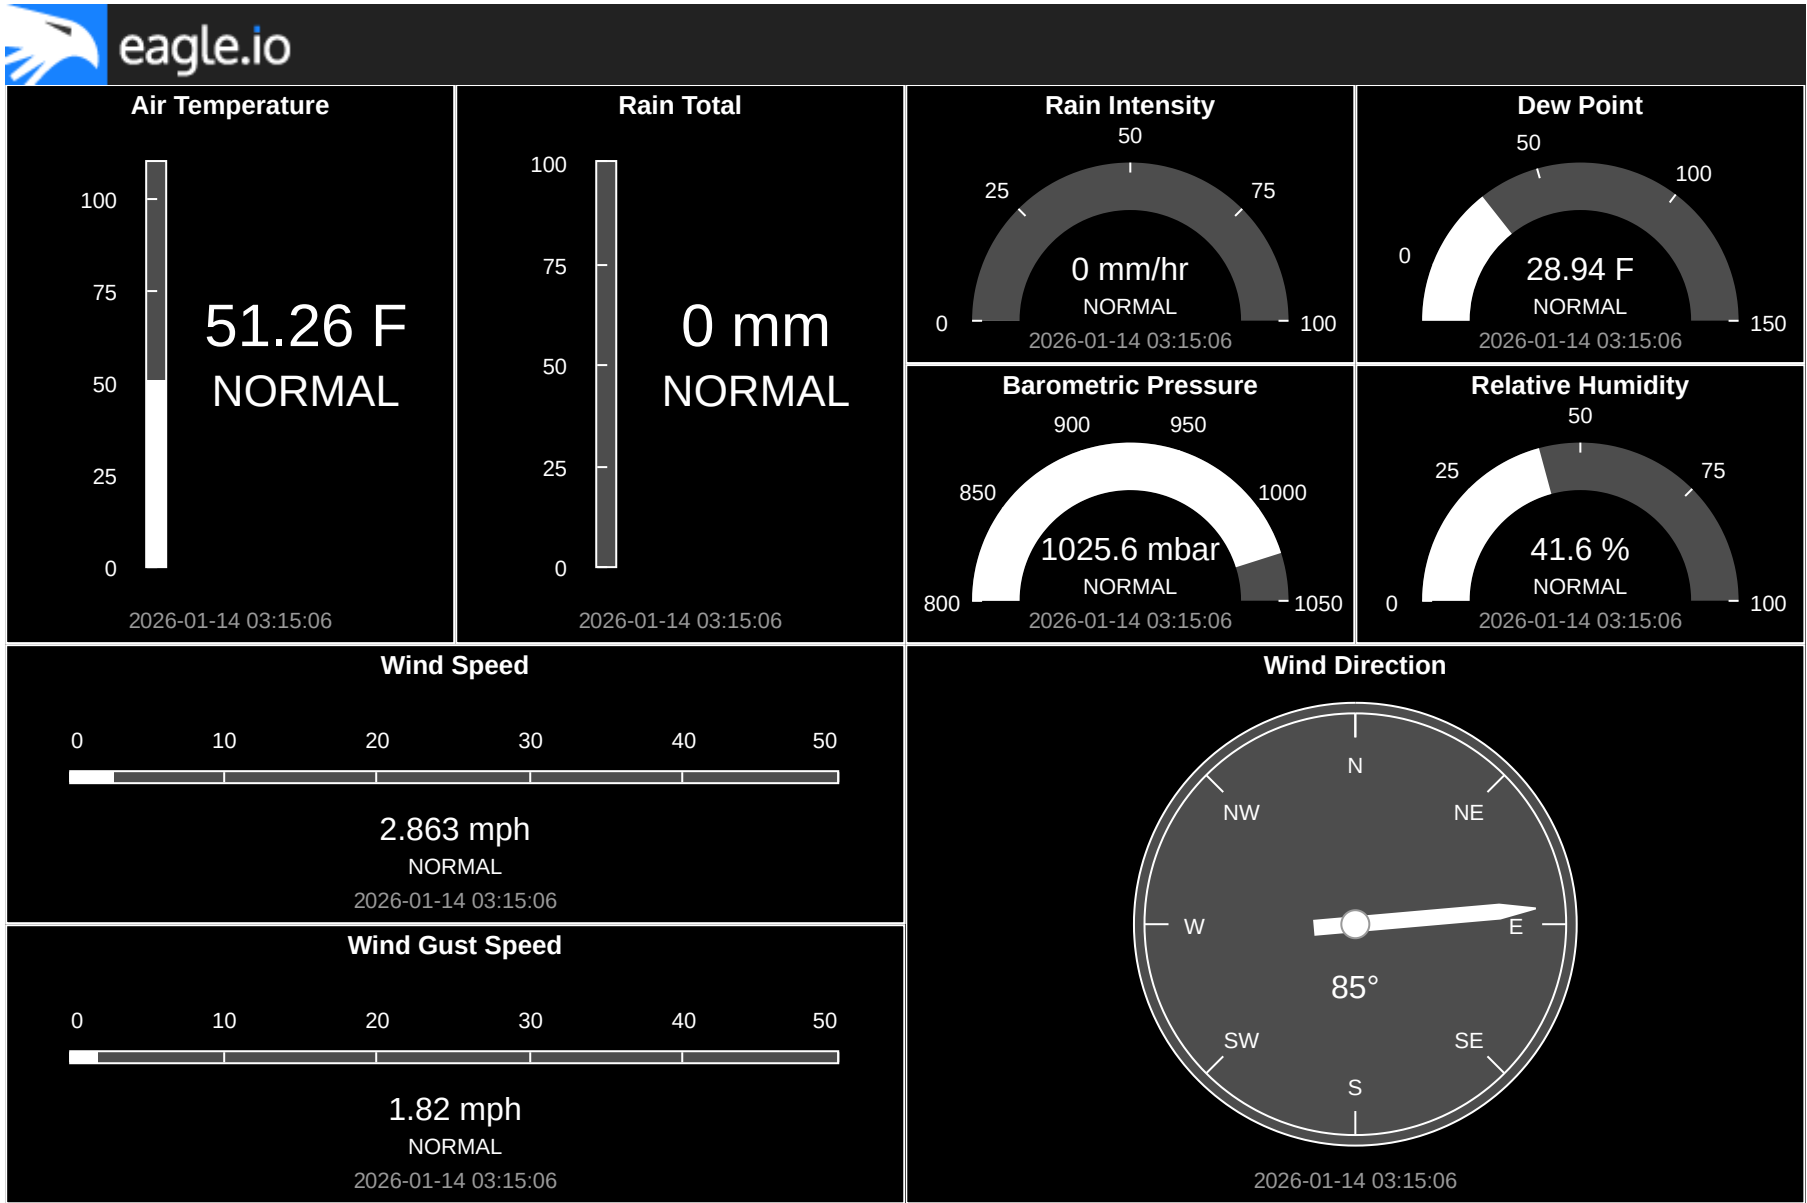 eagle.io
Air Temperature
100
75
50
25
0
51.26 F
NORMAL
2026-01-14 03:15:06
Rain Total
100
75
50
25
0
0 mm
NORMAL
2026-01-14 03:15:06
Rain Intensity
50
25 75
0 100
0 mm/hr
NORMAL
2026-01-14 03:15:06
Dew Point
50
100
0
150
28.94 F
NORMAL
2026-01-14 03:15:06
Barometric Pressure
900 950
850 1000
800 1050
1025.6 mbar
NORMAL
2026-01-14 03:15:06
Relative Humidity
50
25 75
0 100
41.6 %
NORMAL
2026-01-14 03:15:06
Wind Speed
0 10 20 30 40 50
2.863 mph
NORMAL
2026-01-14 03:15:06
Wind Gust Speed
0 10 20 30 40 50
1.82 mph
NORMAL
2026-01-14 03:15:06
Wind Direction
N
NW NE
W E
85°
SW SE
S
2026-01-14 03:15:06